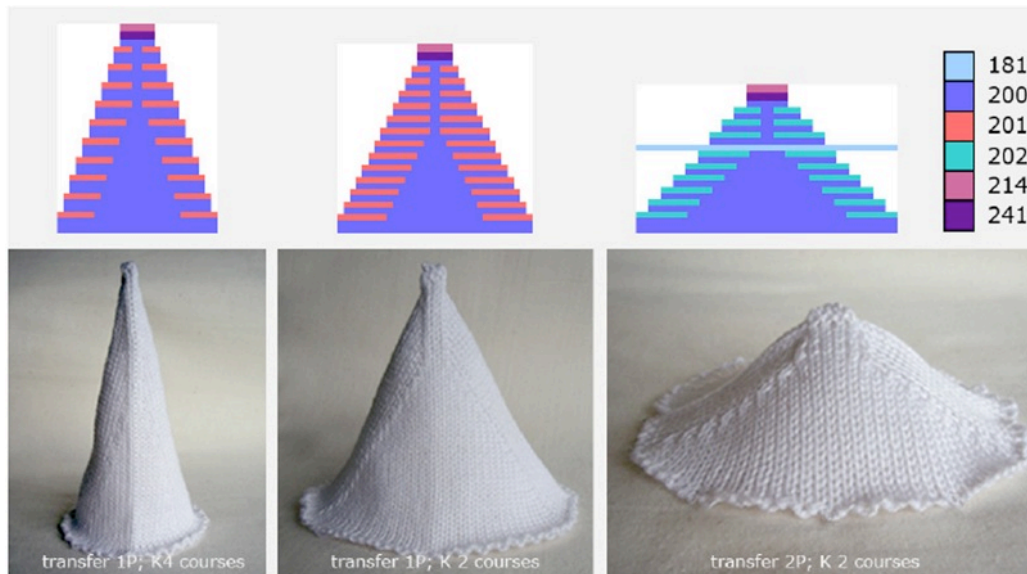 181
200
201
202
214
241
transfer 1P; K4 courses
transfer 1P; K 2 courses
transfer 2P; K 2 courses